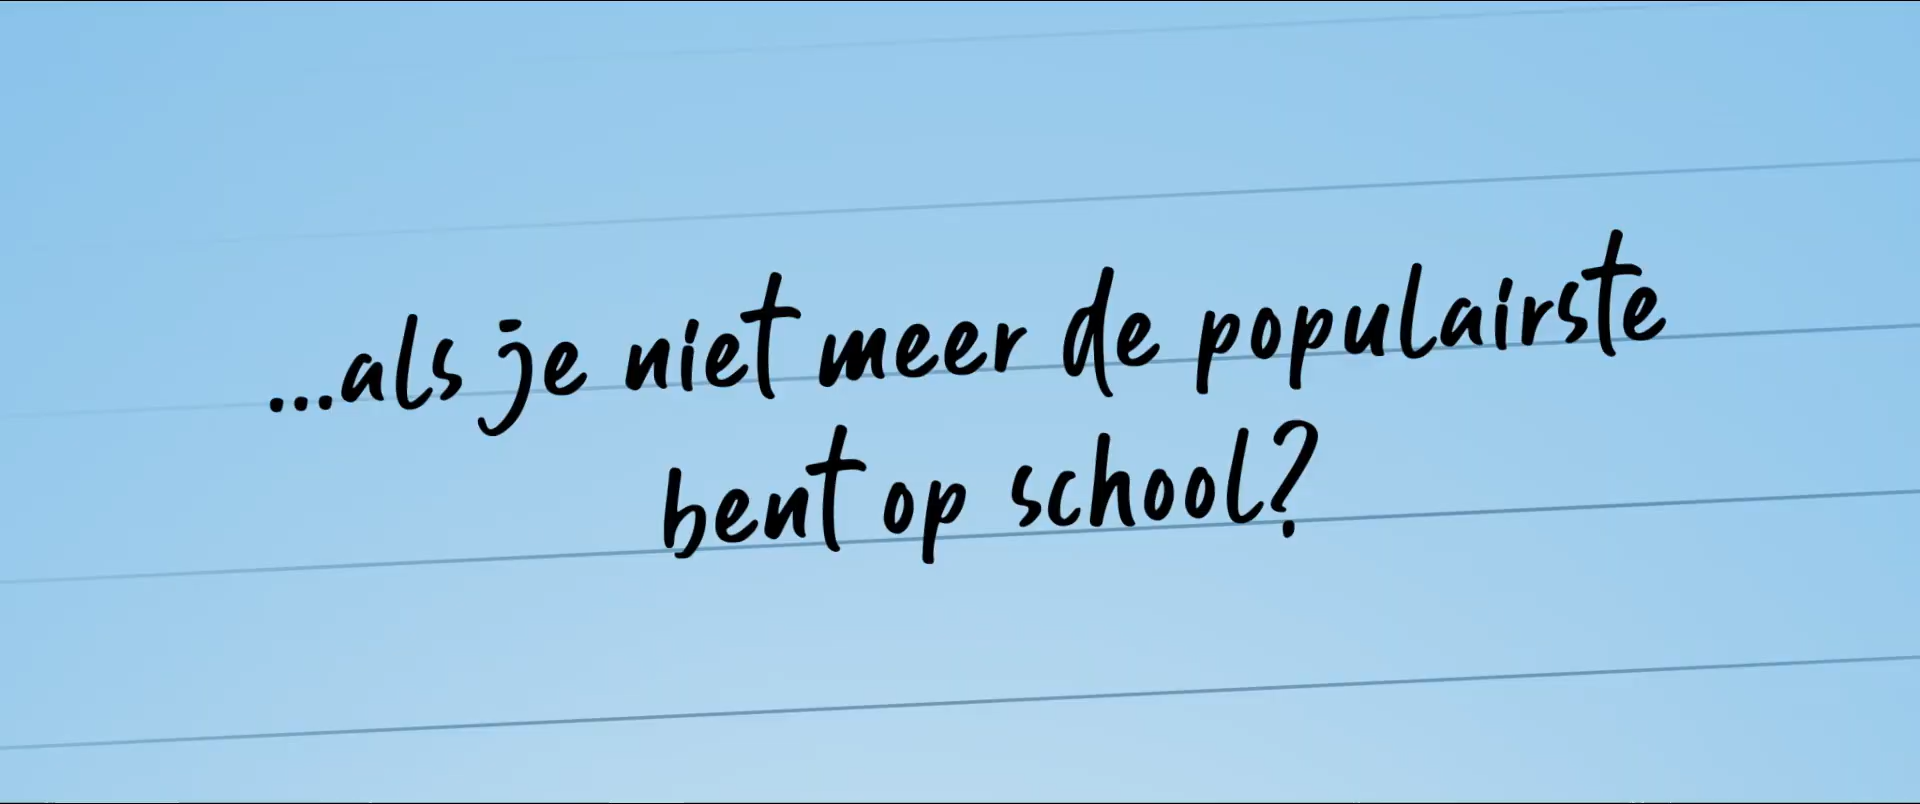 ...als je niet meer de populairste
bent op school?